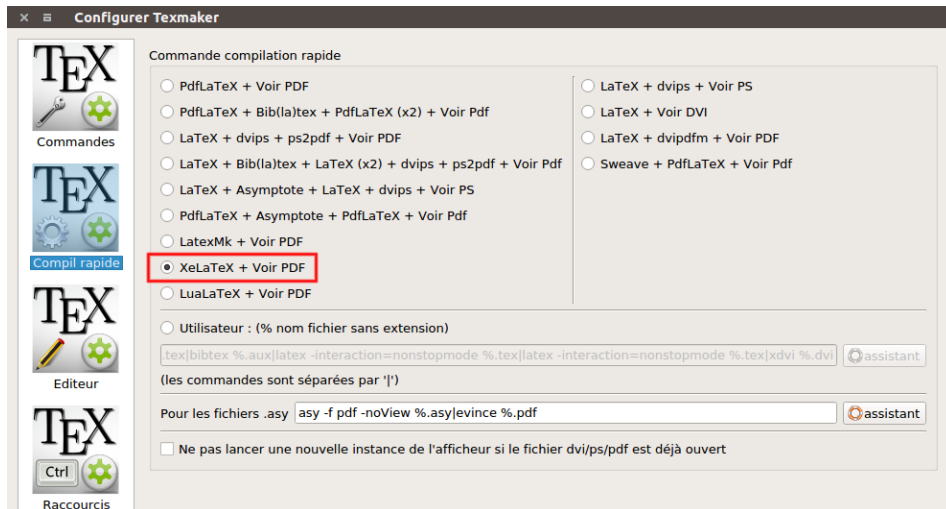 Configurer Texmaker
TEX
Commandes
TEX
Compil rapide
TEX
Editeur
TEX
Ctrl
Raccourcis
Commande compilation rapide
PdfLaTeX + Voir PDF
PdfLaTeX + Bib(la)tex + PdfLaTeX (x2) + Voir Pdf
LaTeX + dvips + ps2pdf + Voir PDF
LaTeX + Bib(la)tex + LaTeX (x2) + dvips + ps2pdf + Voir Pdf
LaTeX + Asymptote + LaTeX + dvips + Voir PS
PdfLaTeX + Asymptote + PdfLaTeX + Voir Pdf
LatexMk + Voir PDF
XeLaTeX + Voir PDF
LuaLaTeX + Voir PDF
LaTeX + dvips + Voir PS
LaTeX + Voir DVI
LaTeX + dvipdfm + Voir PDF
Sweave + PdfLaTeX + Voir Pdf
Utilisateur : (% nom fichier sans extension)
.tex|bibtex %.aux|latex -interaction=nonstopmode %.tex|latex -interaction=nonstopmode %.tex|xdvi %.dvi
assistant
(les commandes sont séparées par '|')
Pour les fichiers .asy
asy -f pdf -noView %.asy|evince %.pdf
assistant
Ne pas lancer une nouvelle instance de l'afficheur si le fichier dvi/ps/pdf est déjà ouvert